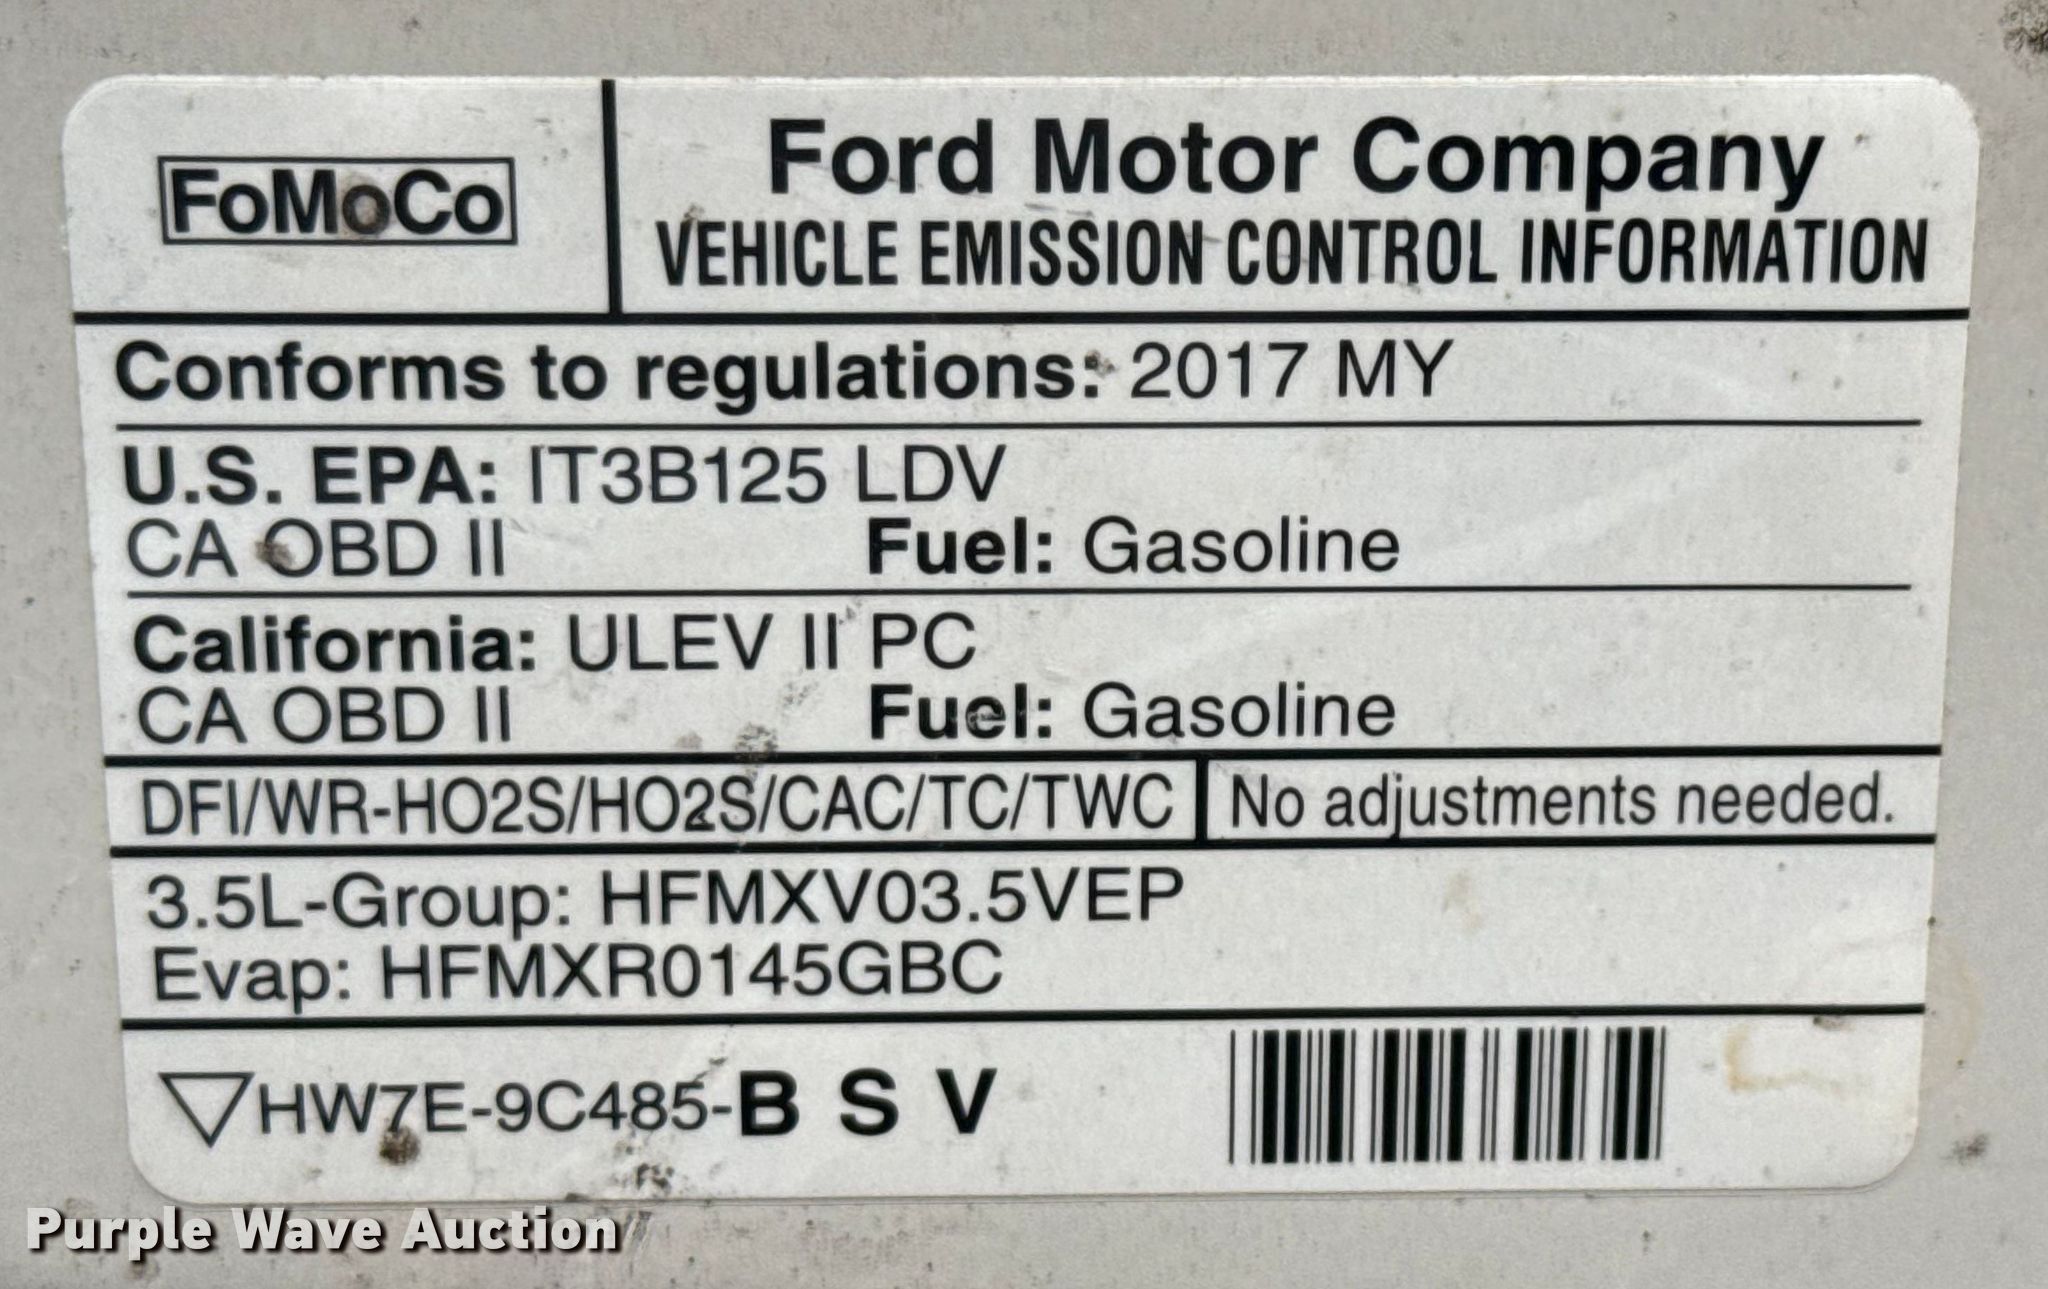 FoMoCo
Ford Motor Company
VEHICLE EMISSION CONTROL INFORMATION
Conforms to regulations: 2017 MY
U.S. EPA: IT3B125 LDV
CA OBD II Fuel: Gasoline
California: ULEV II PC
CA OBD II Fuel: Gasoline
DFI/WR-HO2S/HO2S/CAC/TC/TWC No adjustments needed.
3.5L-Group: HFMXV03.5VEP
Evap: HFMXR0145GBC
HW7E-9C485-B S V
Purple Wave Auction